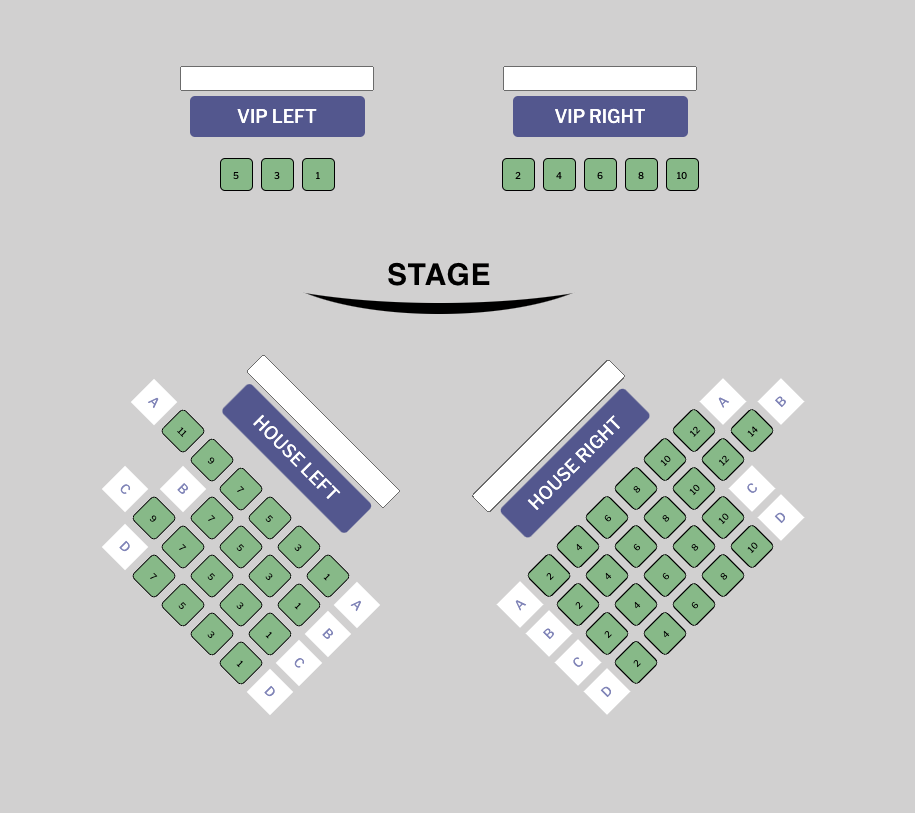 VIP LEFT
VIP RIGHT
5 3 1
2 4 6 8 10
STAGE
HOUSE LEFT
A 11 9 7 5 3 1 A
B 7 5 3 1 B
C 9 7 5 3 1 C
D 7 5 3 1 D
HOUSE RIGHT
A 2 4 6 8 10 12 A
B 2 4 6 8 10 12 14 B
C 2 4 6 8 10 C
D 2 4 6 8 10 D